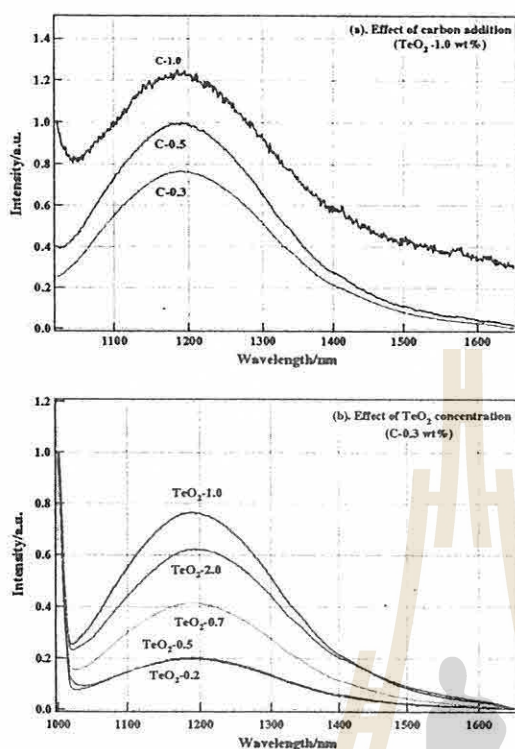 (a). Effect of carbon addition
(TeO2-1.0 wt%)
1.4
1.2
1.0
0.8
0.6
0.4
0.2
0.0
Intensity/a.u.
C-1.0
C-0.5
C-0.3
1100 1200 1300 1400 1500 1600
Wavelength/nm
(b). Effect of TeO2 concentration
(C-0.3 wt%)
1.2
1.0
0.8
0.6
0.4
0.2
0.0
Intensity/a.u.
TeO2-1.0
TeO2-2.0
TeO2-0.7
TeO2-0.5
TeO2-0.2
1000 1100 1200 1300 1400 1500 1600
Wavelength/nm